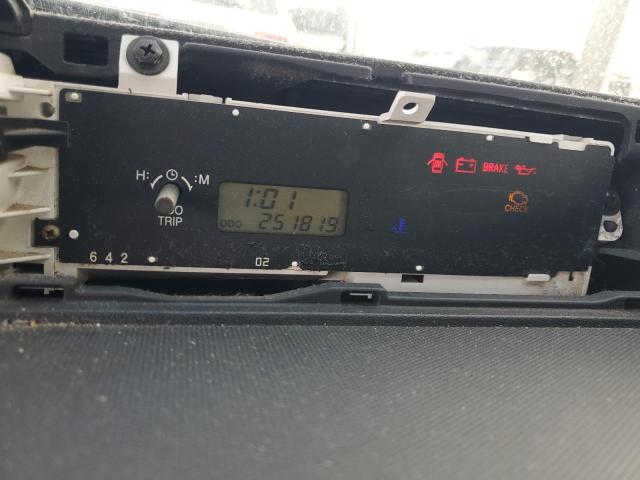 H: :M
1:01
ODO 251819
TRIP
BRAKE
CHECK
6 4 2
02